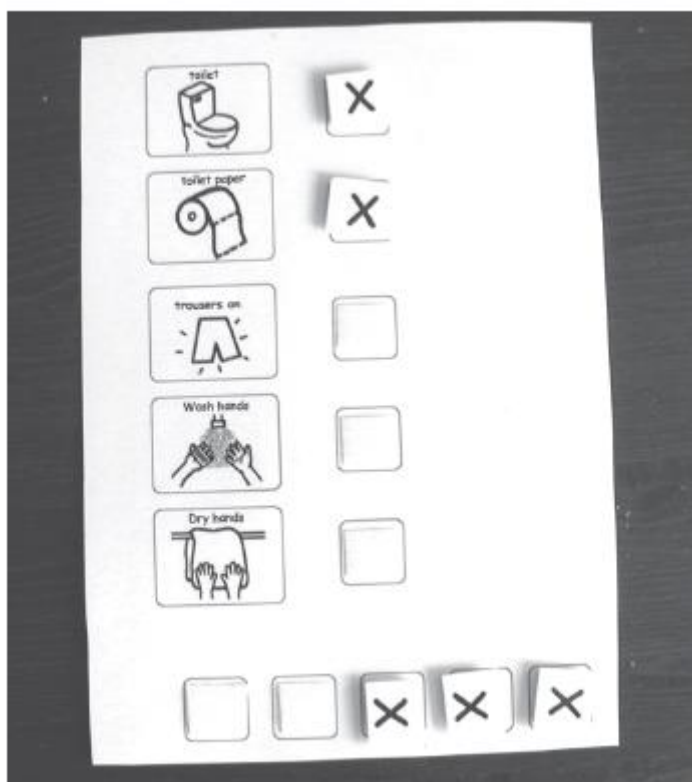 toilet
X
toilet paper
X
trousers on
Wash hands
Dry hands
X X X